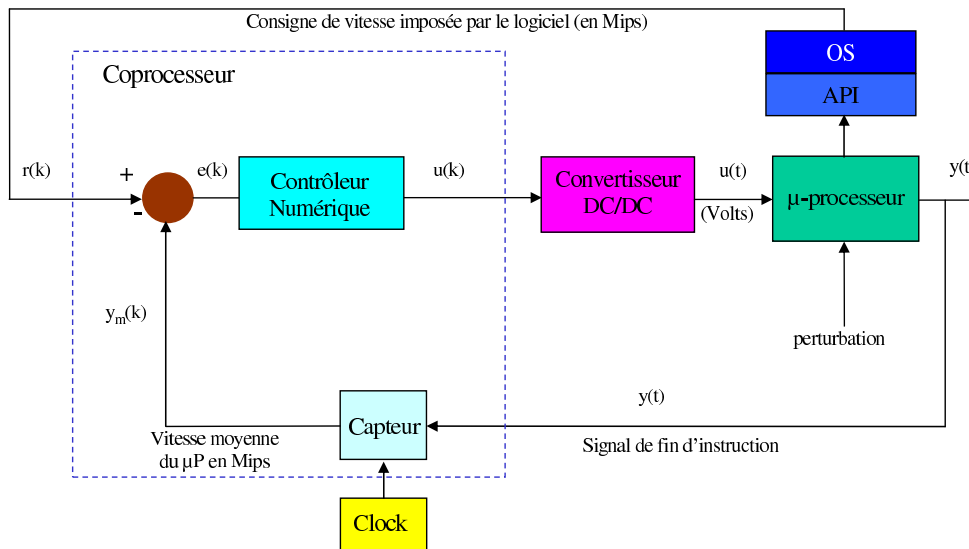 Consigne de vitesse imposée par le logiciel (en Mips)
OS
API
Coprocesseur
r(k)
+
-
e(k)
Contrôleur
Numérique
u(k)
Convertisseur
DC/DC
u(t)
(Volts)
µ-processeur
y(t
y_m(k)
perturbation
y(t)
Capteur
Signal de fin d'instruction
Vitesse moyenne
du µP en Mips
Clock